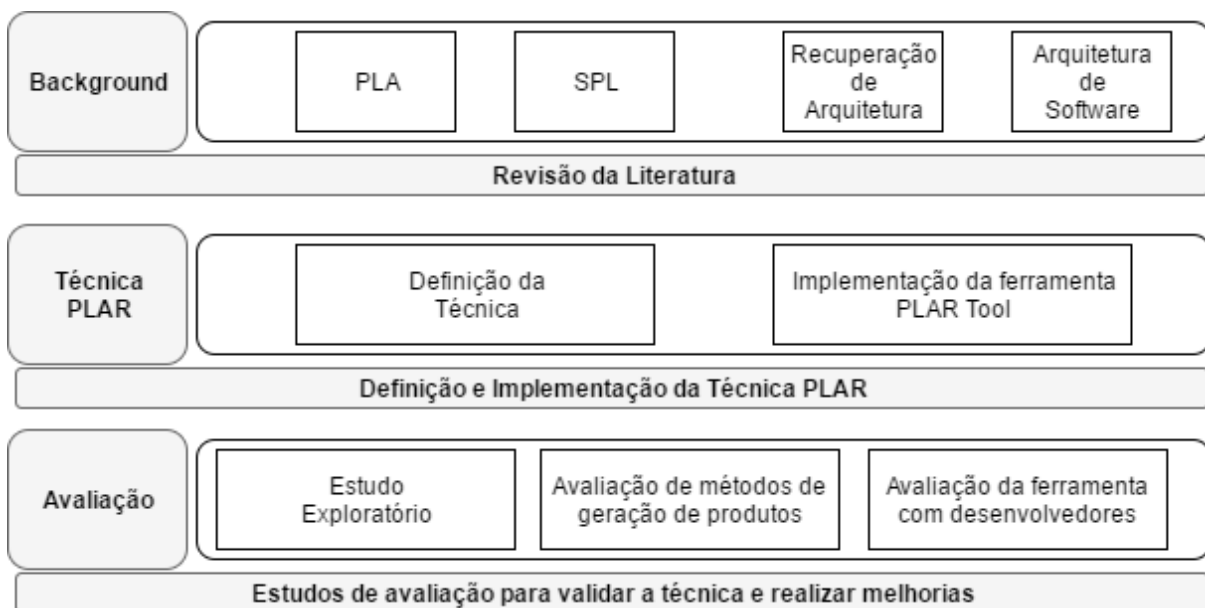 Background
PLA
SPL
Recuperação
de
Arquitetura
Arquitetura
de
Software
Revisão da Literatura
Técnica
PLAR
Definição da
Técnica
Implementação da ferramenta
PLAR Tool
Definição e Implementação da Técnica PLAR
Avaliação
Estudo
Exploratório
Avaliação de métodos de
geração de produtos
Avaliação da ferramenta
com desenvolvedores
Estudos de avaliação para validar a técnica e realizar melhorias